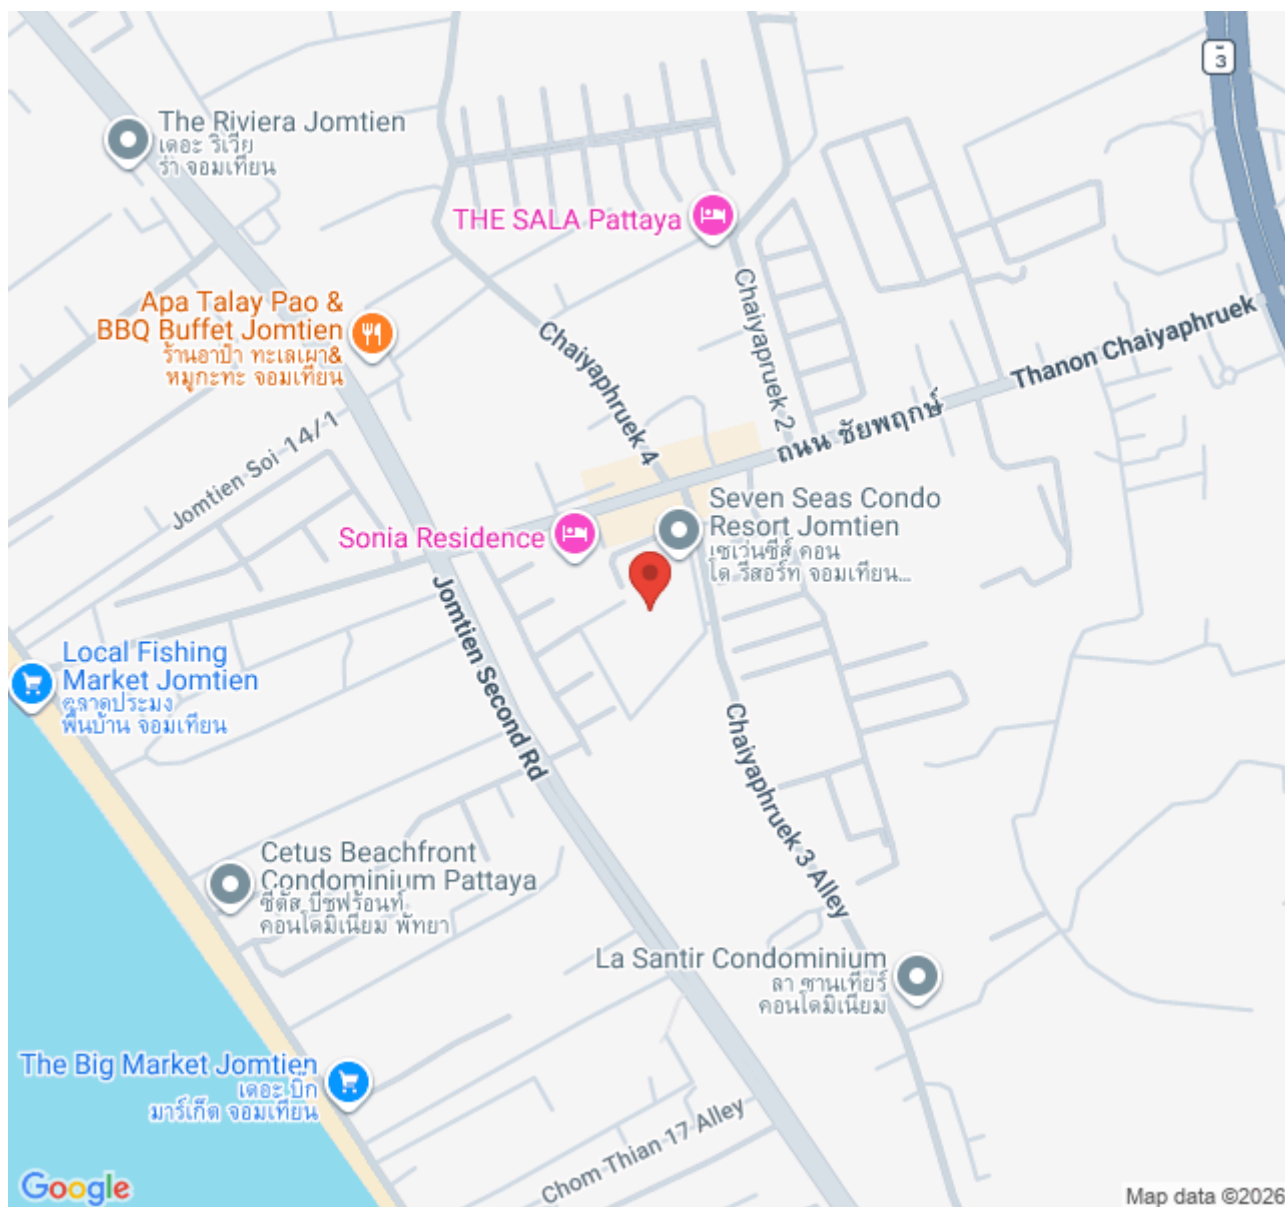 3
The Riviera Jomtien
เดอะ ริเวีย
ร่า จอมเทียน
THE SALA Pattaya
Apa Talay Pao &
BBQ Buffet Jomtien
ร้านอาป๋า ทะเลเผา&
หมูกะทะ จอมเทียน
Chaiyapruek 2
Chaiyaphruek 4
Thanon Chaiyaphruek
ถนน ชัยพฤกษ์
Jomtien Soi 14/1
Seven Seas Condo
Resort Jomtien
เซเว่นซีส์ คอน
โด รีสอร์ท จอมเทียน...
Sonia Residence
Jomtien Second Rd
Local Fishing
Market Jomtien
ตลาดประมง
พื้นบ้าน จอมเทียน
Chaiyaphruek 3 Alley
Cetus Beachfront
Condominium Pattaya
ซีตัส บีชฟร้อนท์
คอนโดมิเนียม พัทยา
La Santir Condominium
ลา ซานเทียร์
คอนโดมิเนียม
The Big Market Jomtien
เดอะ บิ๊ก
มาร์เก็ต จอมเทียน
Chom Thian 17 Alley
Google
Map data ©2026